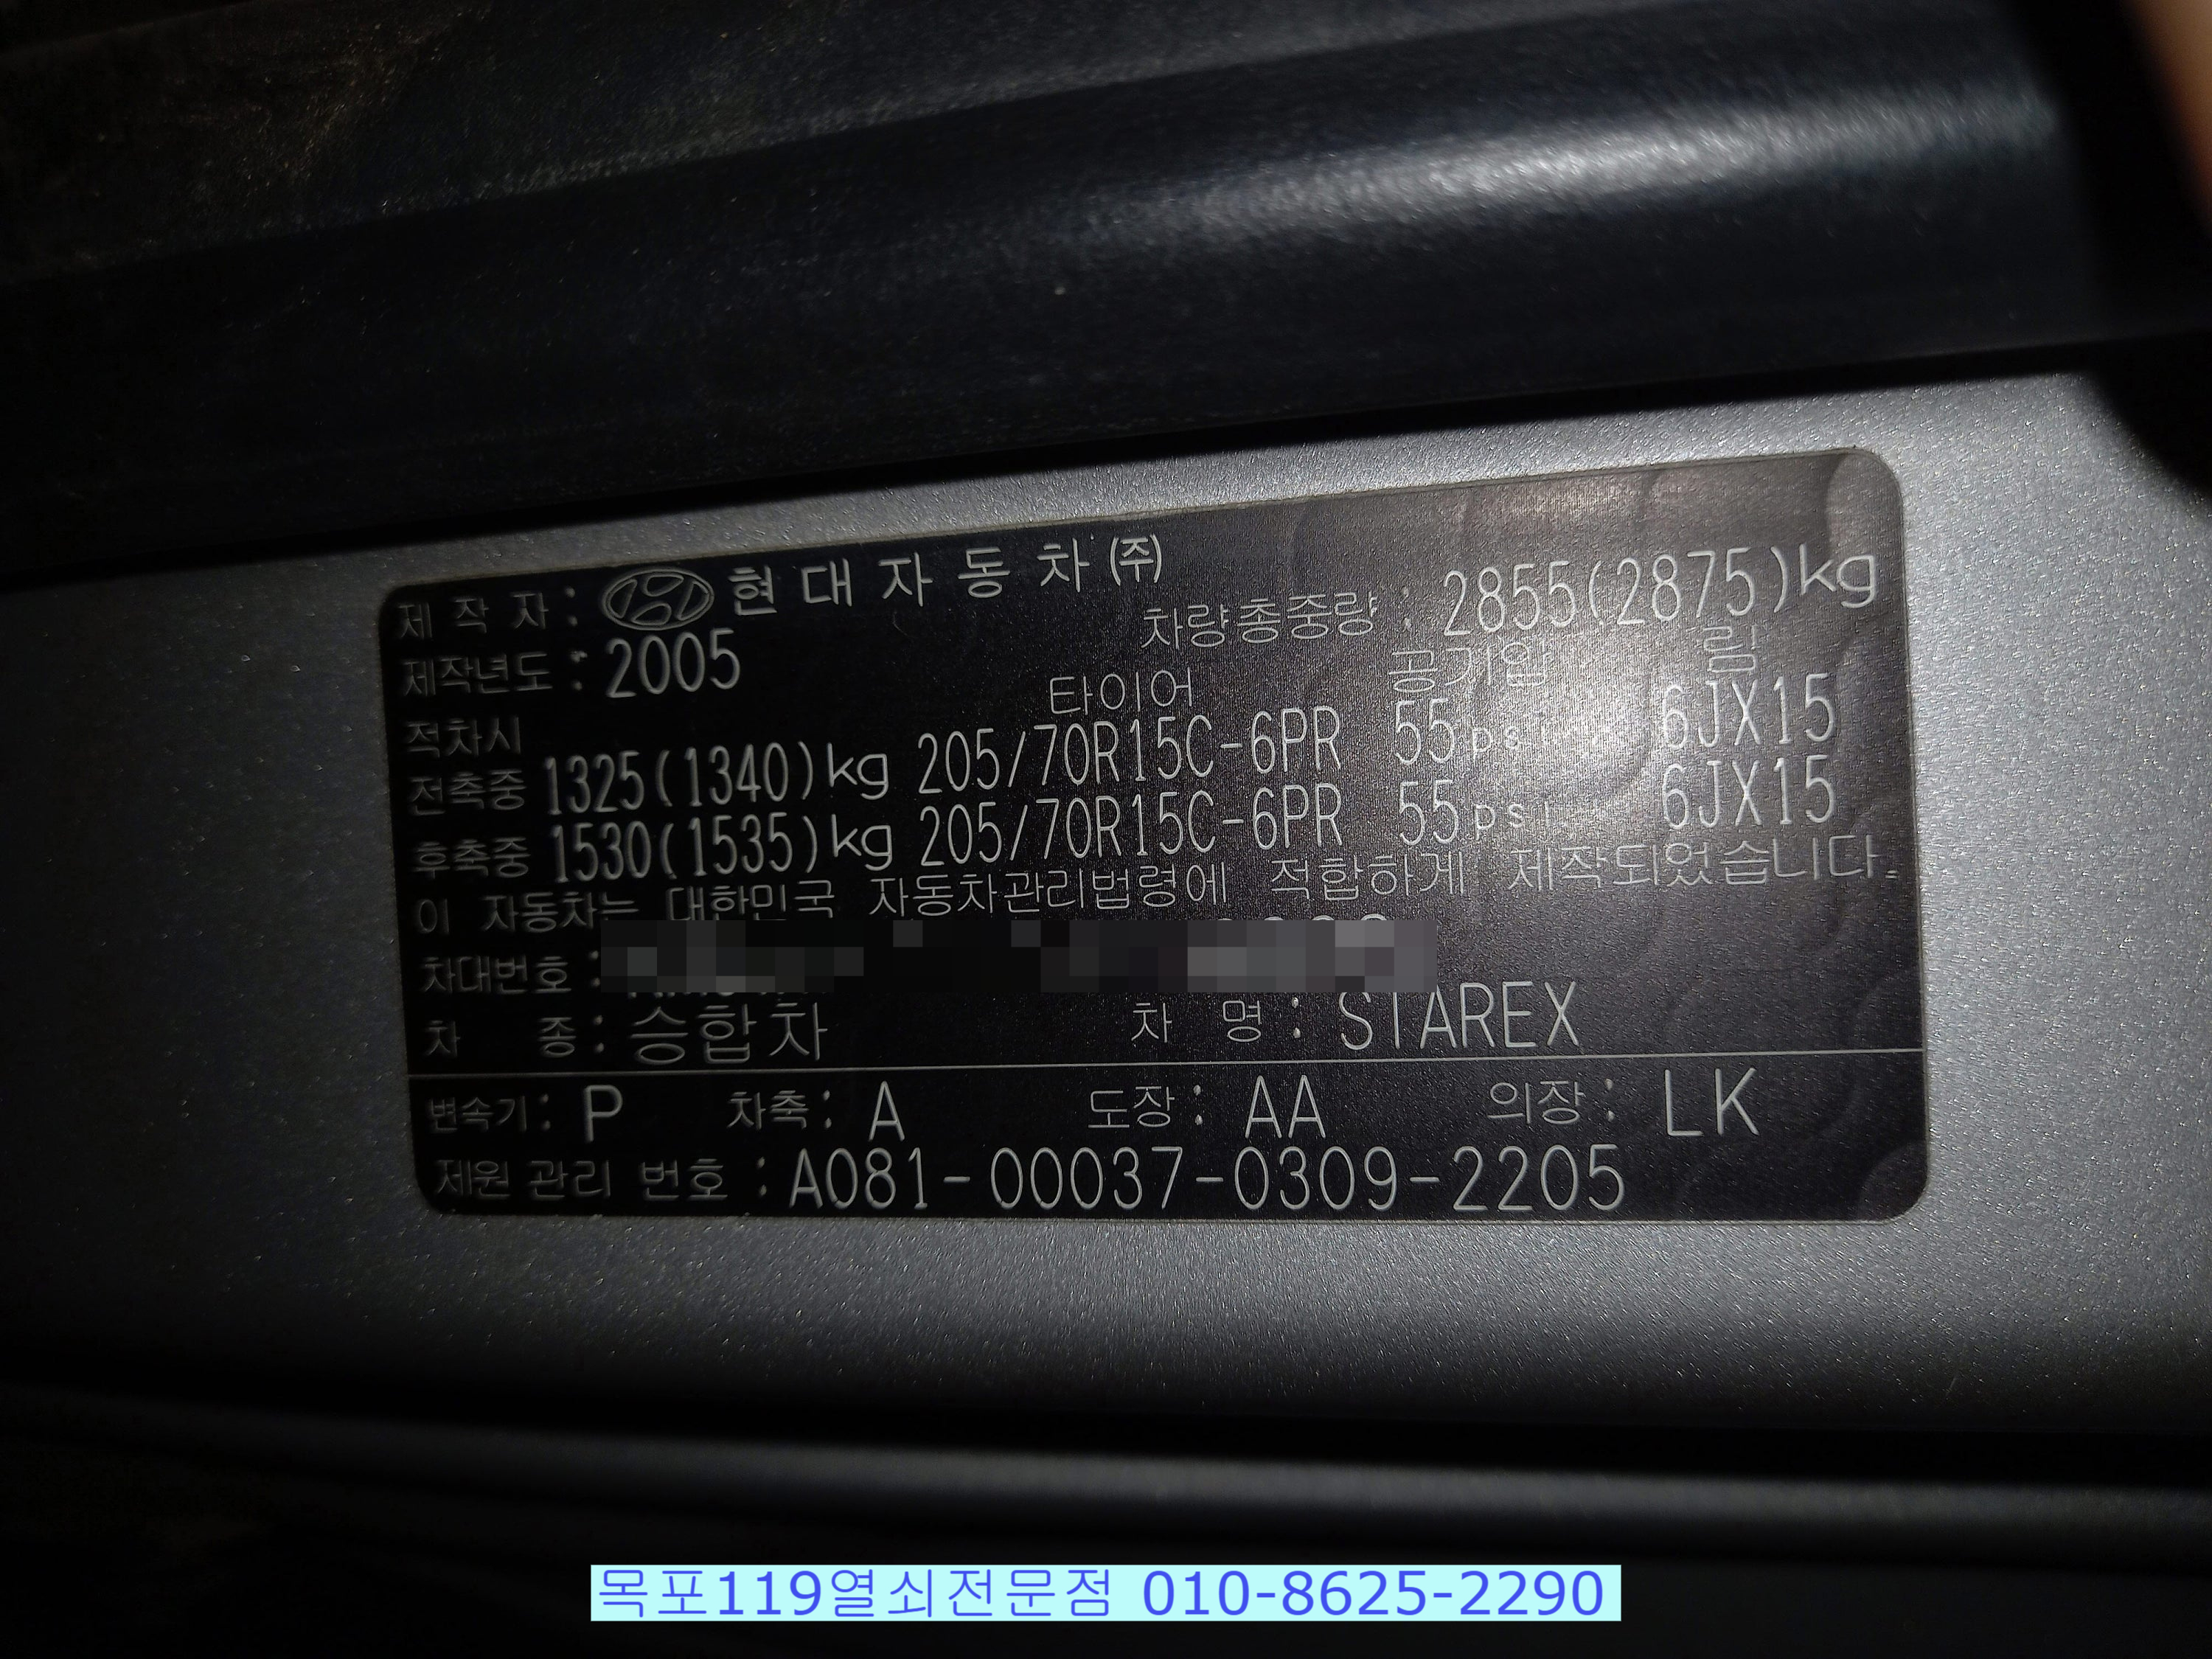 제 작 자 : 현 대 자 동 차 (주)
제작년도 : 2005
차량총중량 : 2855(2875)kg
적차시 타이어 공기압 림
전축중 1325(1340)kg 205/70R15C-6PR 55psi 6JX15
후축중 1530(1535)kg 205/70R15C-6PR 55psi 6JX15
이 자동차는 대한민국 자동차관리법령에 적합하게 제작되었습니다.
차대번호 :
차 종 : 승합차 차 명 : STAREX
변속기 : P 차축 : A 도장 : AA 의장 : LK
제원 관리 번호 : A081-00037-0309-2205
목포119열쇠전문점 010-8625-2290